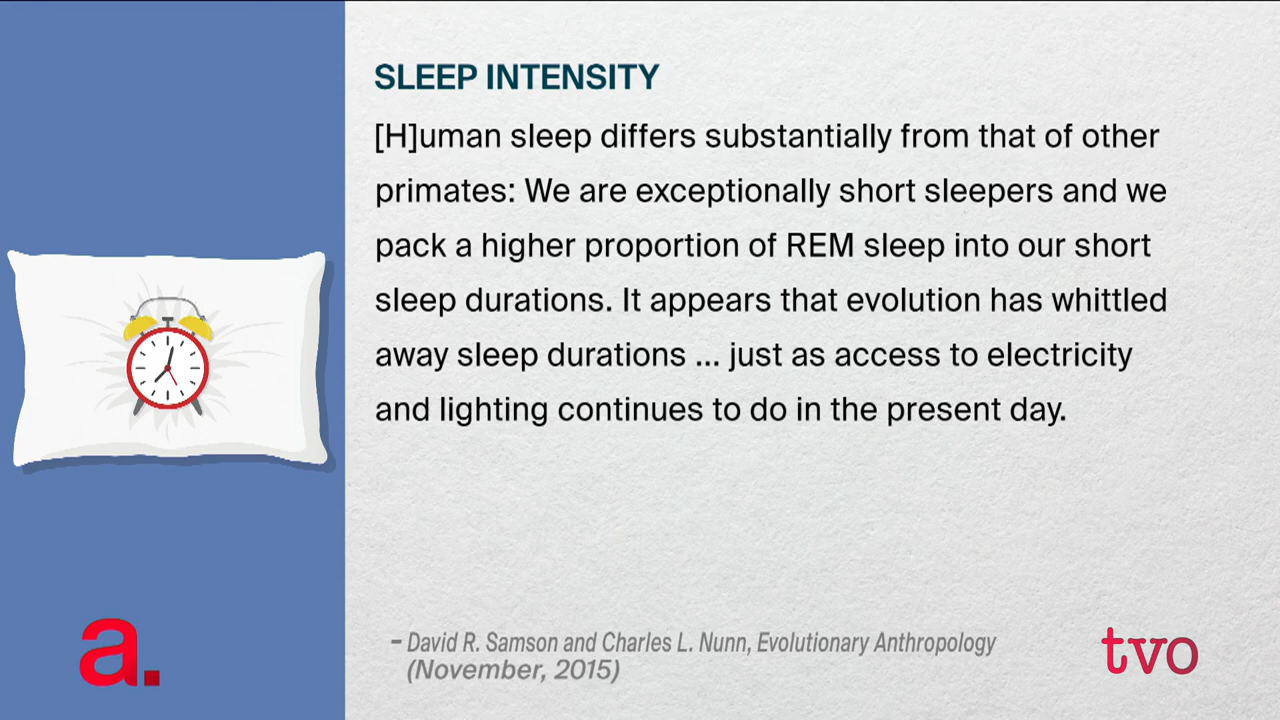 SLEEP INTENSITY
[H]uman sleep differs substantially from that of other
primates: We are exceptionally short sleepers and we
pack a higher proportion of REM sleep into our short
sleep durations. It appears that evolution has whittled
away sleep durations ... just as access to electricity
and lighting continues to do in the present day.
– David R. Samson and Charles L. Nunn, Evolutionary Anthropology
(November, 2015)
a.
tvo